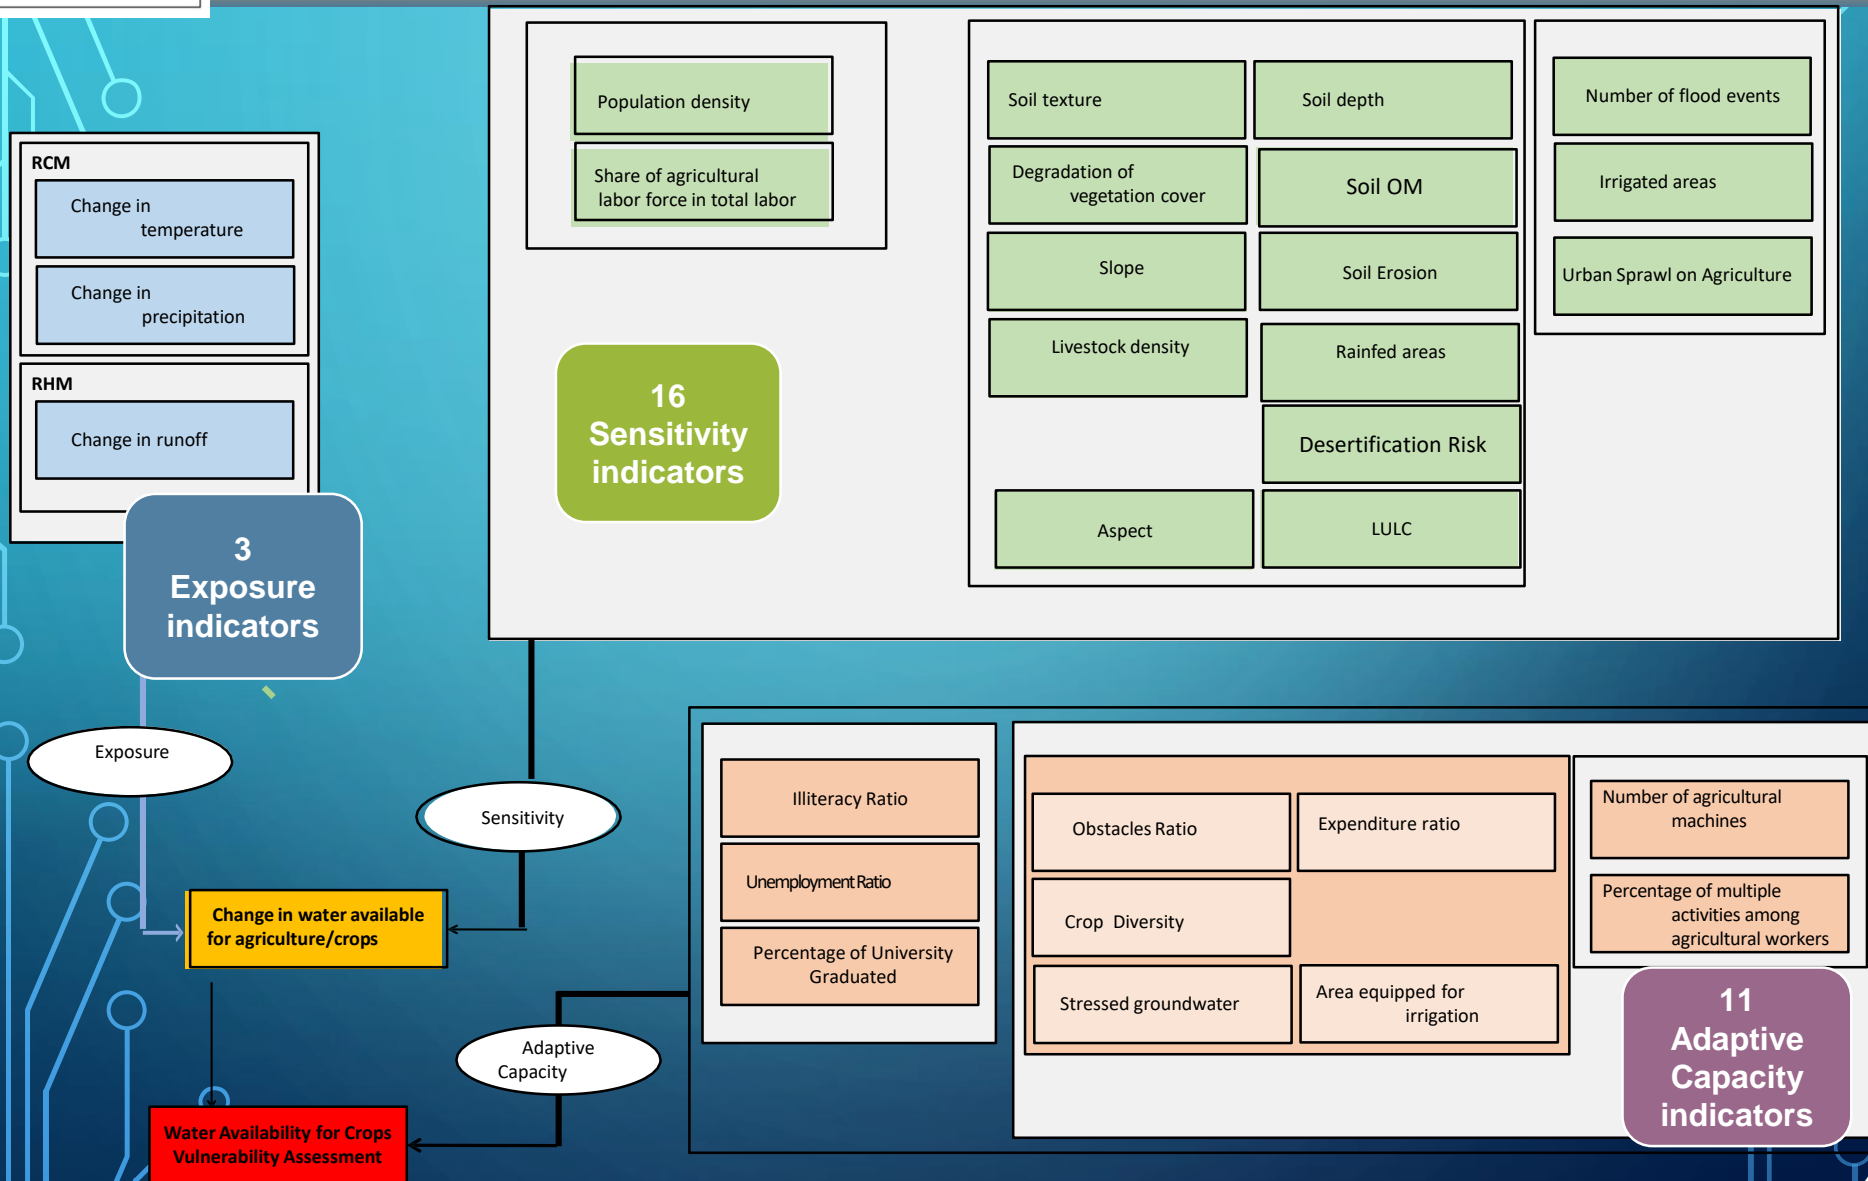 RCM
Change in
temperature
Change in
precipitation
RHM
Change in runoff
3
Exposure
indicators
Population density
Share of agricultural
labor force in total labor
16
Sensitivity
indicators
Soil texture
Soil depth
Degradation of
vegetation cover
Soil OM
Slope
Soil Erosion
Livestock density
Rainfed areas
Desertification Risk
Aspect
LULC
Number of flood events
Irrigated areas
Urban Sprawl on Agriculture
Exposure
Sensitivity
Change in water available
for agriculture/crops
Adaptive
Capacity
Water Availability for Crops
Vulnerability Assessment
Illiteracy Ratio
Unemployment Ratio
Percentage of University
Graduated
Obstacles Ratio
Expenditure ratio
Crop Diversity
Stressed groundwater
Area equipped for
irrigation
Number of agricultural
machines
Percentage of multiple
activities among
agricultural workers
11
Adaptive
Capacity
indicators